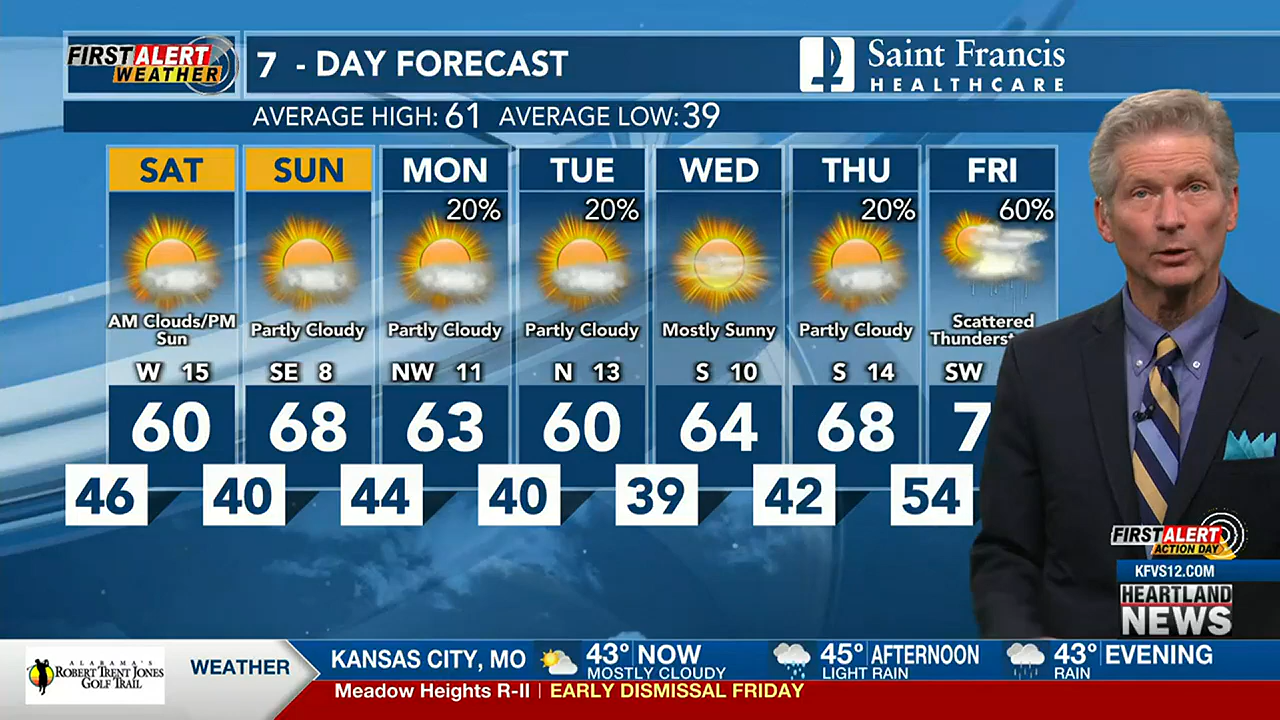 FIRST ALERT WEATHER
7 - DAY FORECAST
Saint Francis
HEALTHCARE
AVERAGE HIGH: 61 AVERAGE LOW: 39
SAT SUN MON TUE WED THU FRI
20% 20% 20% 60%
AM Clouds/PM Sun Partly Cloudy Partly Cloudy Partly Cloudy Mostly Sunny Partly Cloudy Scattered
W 15 SE 8 NW 11 N 13 S 10 S 14 SW
60 68 63 60 64 68 7
46 40 44 40 39 42 54
FIRST ALERT
ACTION DAY
KFVS12.COM
HEARTLAND
NEWS
ALABAMA'S
ROBERT TRENT JONES
GOLF TRAIL
WEATHER
KANSAS CITY, MO 43° NOW MOSTLY CLOUDY 45° AFTERNOON LIGHT RAIN 43° EVENING RAIN
Meadow Heights R-II | EARLY DISMISSAL FRIDAY